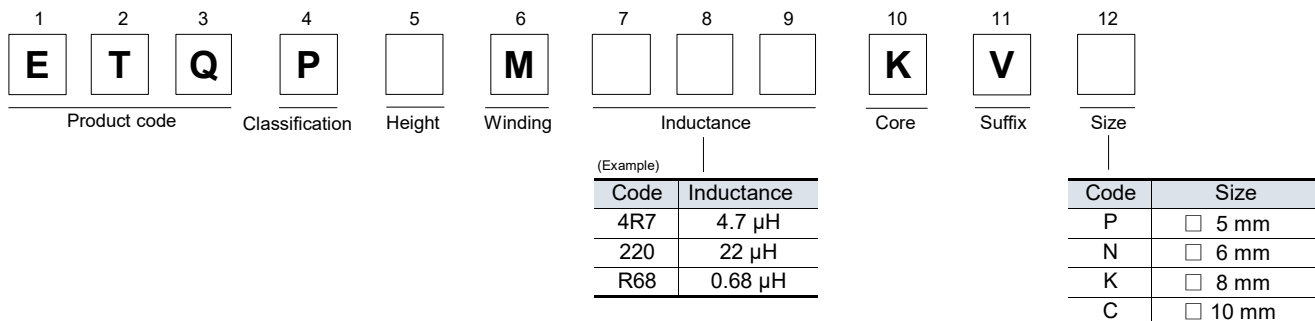 1 2 3 4 5 6 7 8 9 10 11 12
E T Q P M K V
Product code Classification Height Winding Inductance Core Suffix Size
(Example)
Code Inductance
4R7 4.7 µH
220 22 µH
R68 0.68 µH
Code Size
P □ 5 mm
N □ 6 mm
K □ 8 mm
C □ 10 mm